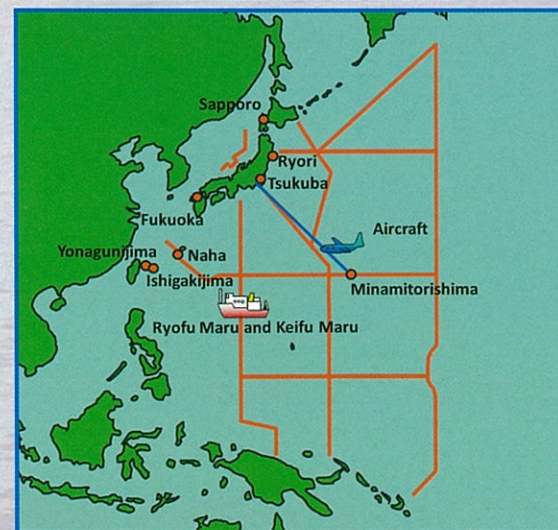 Sapporo
Ryori
Tsukuba
Fukuoka
Aircraft
Yonagunijima
Naha
Ishigakijima
Minamitorishima
Ryofu Maru and Keifu Maru